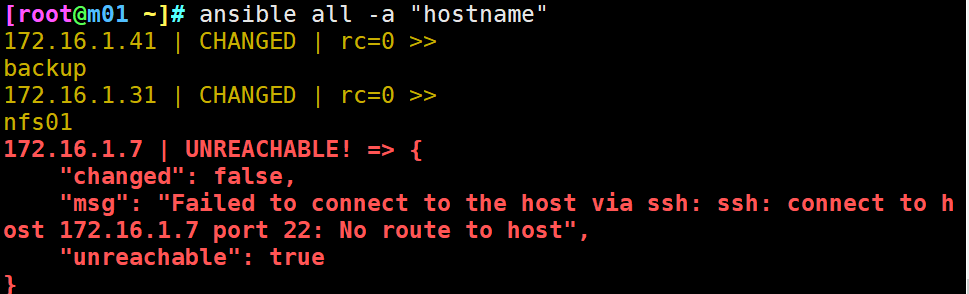 [root@m01 ~]# ansible all -a "hostname"
172.16.1.41 | CHANGED | rc=0 >>
backup
172.16.1.31 | CHANGED | rc=0 >>
nfs01
172.16.1.7 | UNREACHABLE! => {
    "changed": false,
    "msg": "Failed to connect to the host via ssh: ssh: connect to h
ost 172.16.1.7 port 22: No route to host",
    "unreachable": true
}